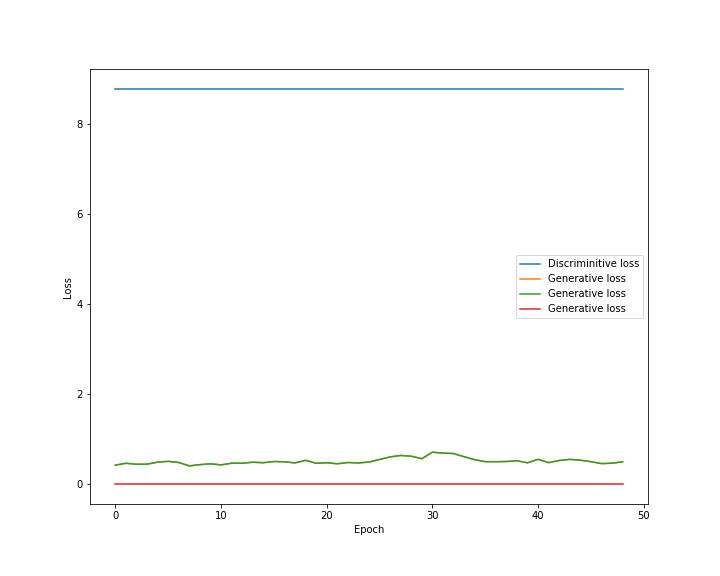 8
6
4
2
0
Loss
Discriminitive loss
Generative loss
Generative loss
Generative loss
0 10 20 30 40 50
Epoch